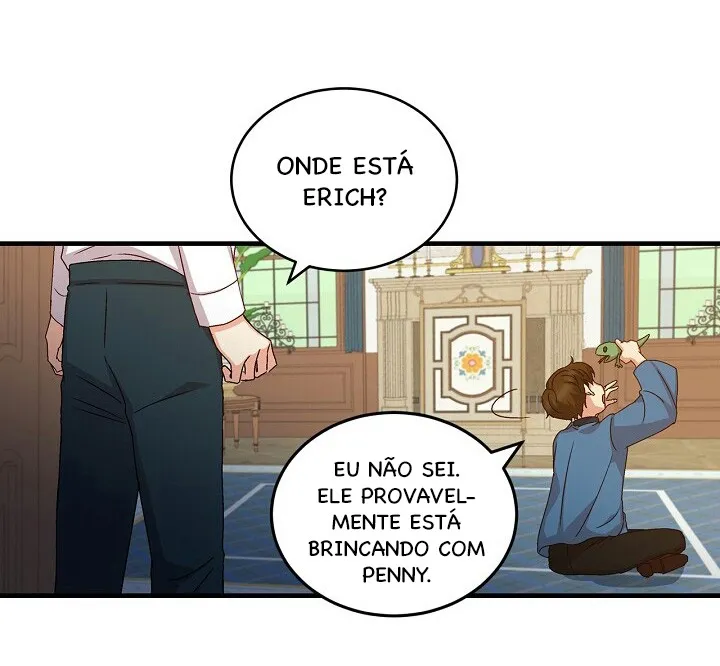 ONDE ESTÁ
ERICH?
EU NÃO SEI.
ELE PROVAVEL-
MENTE ESTÁ
BRINCANDO COM
PENNY.